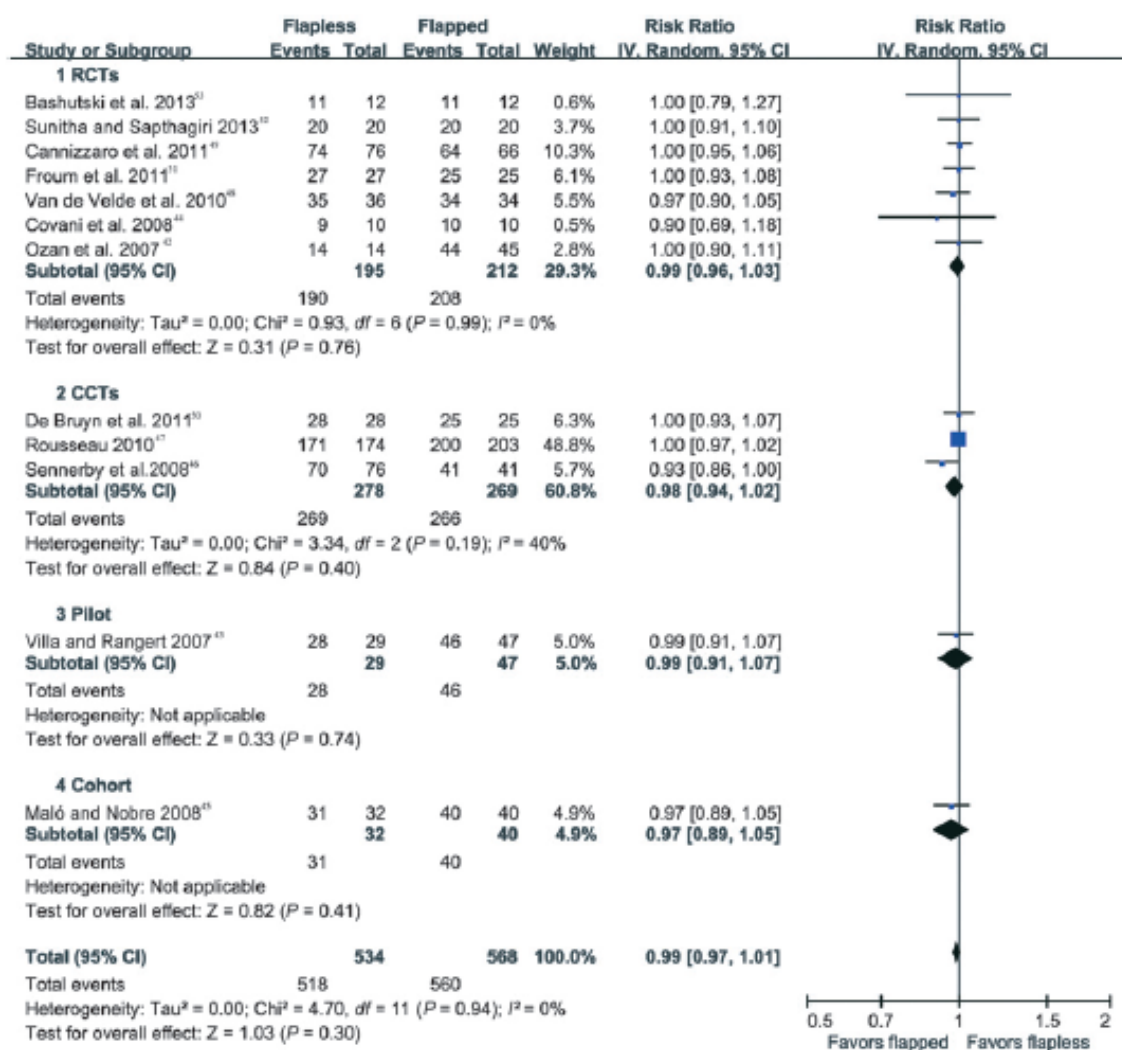 Flapless Flapped Risk Ratio Risk Ratio
Study or Subgroup Events Total Events Total Weight IV. Random. 95% CI IV. Random. 95% CI
1 RCTs
Bashutski et al. 2013 11 12 11 12 0.6% 1.00 [0.79, 1.27]
Sunitha and Sapthagiri 2013 20 20 20 20 3.7% 1.00 [0.91, 1.10]
Cannizzaro et al. 2011 74 76 64 66 10.3% 1.00 [0.95, 1.06]
Froum et al. 2011 27 27 25 25 6.1% 1.00 [0.93, 1.08]
Van de Velde et al. 2010 35 36 34 34 5.5% 0.97 [0.90, 1.05]
Covani et al. 2008 9 10 10 10 0.5% 0.90 [0.69, 1.18]
Ozan et al. 2007 14 14 44 45 2.8% 1.00 [0.90, 1.11]
Subtotal (95% CI) 195 212 29.3% 0.99 [0.96, 1.03]
Total events 190 208
Heterogeneity: Tau² = 0.00; Chi² = 0.93, df = 6 (P = 0.99); I² = 0%
Test for overall effect: Z = 0.31 (P = 0.76)
2 CCTs
De Bruyn et al. 2011 28 28 25 25 6.3% 1.00 [0.93, 1.07]
Rousseau 2010 171 174 200 203 48.8% 1.00 [0.97, 1.02]
Sennerby et al.2008 70 76 41 41 5.7% 0.93 [0.86, 1.00]
Subtotal (95% CI) 278 269 60.8% 0.98 [0.94, 1.02]
Total events 269 266
Heterogeneity: Tau² = 0.00; Chi² = 3.34, df = 2 (P = 0.19); I² = 40%
Test for overall effect: Z = 0.84 (P = 0.40)
3 Pilot
Villa and Rangert 2007 28 29 46 47 5.0% 0.99 [0.91, 1.07]
Subtotal (95% CI) 29 47 5.0% 0.99 [0.91, 1.07]
Total events 28 46
Heterogeneity: Not applicable
Test for overall effect: Z = 0.33 (P = 0.74)
4 Cohort
Maló and Nobre 2008 31 32 40 40 4.9% 0.97 [0.89, 1.05]
Subtotal (95% CI) 32 40 4.9% 0.97 [0.89, 1.05]
Total events 31 40
Heterogeneity: Not applicable
Test for overall effect: Z = 0.82 (P = 0.41)
Total (95% CI) 534 568 100.0% 0.99 [0.97, 1.01]
Total events 518 560
Heterogeneity: Tau² = 0.00; Chi² = 4.70, df = 11 (P = 0.94); I² = 0%
Test for overall effect: Z = 1.03 (P = 0.30)
0.5 0.7 1 1.5 2
Favors flapped Favors flapless